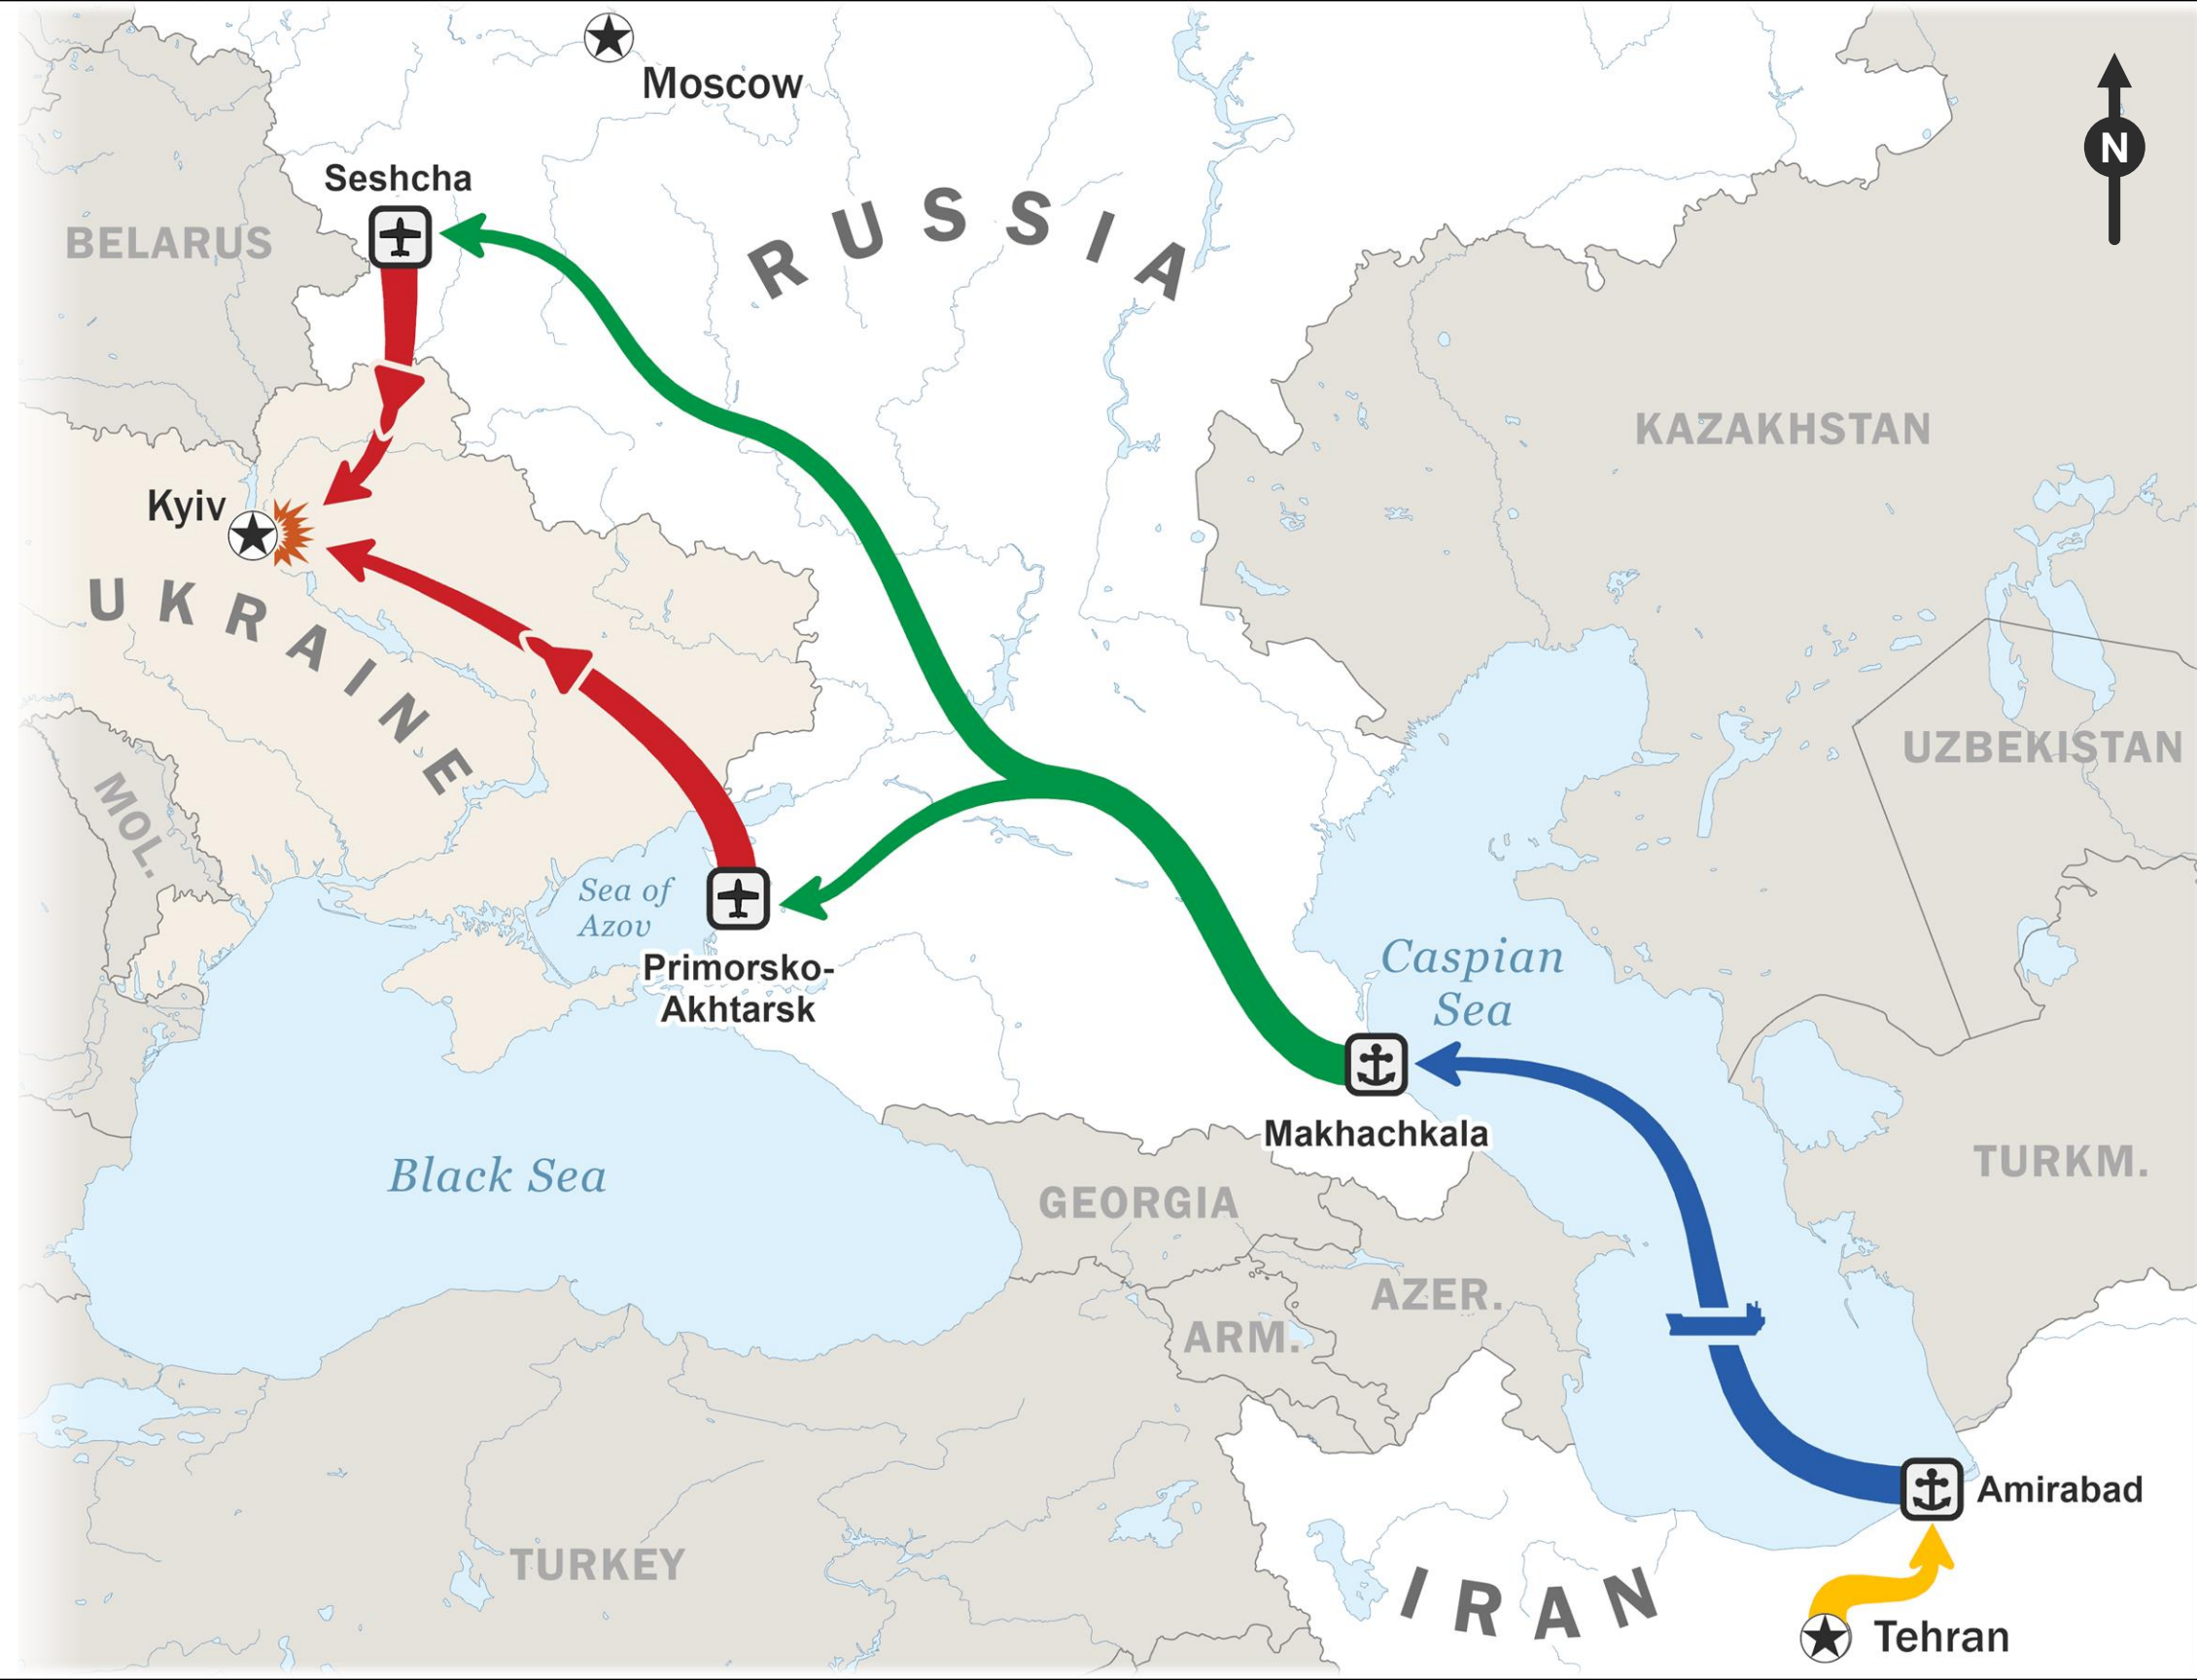 Moscow
N
Seshcha
BELARUS
RUSSIA
KAZAKHSTAN
Kyiv
UKRAINE
UZBEKISTAN
MOL.
Sea of
Azov
Primorsko-
Akhtarsk
Caspian
Sea
Makhachkala
Black Sea
TURKM.
GEORGIA
AZER.
ARM.
Amirabad
TURKEY
IRAN
Tehran